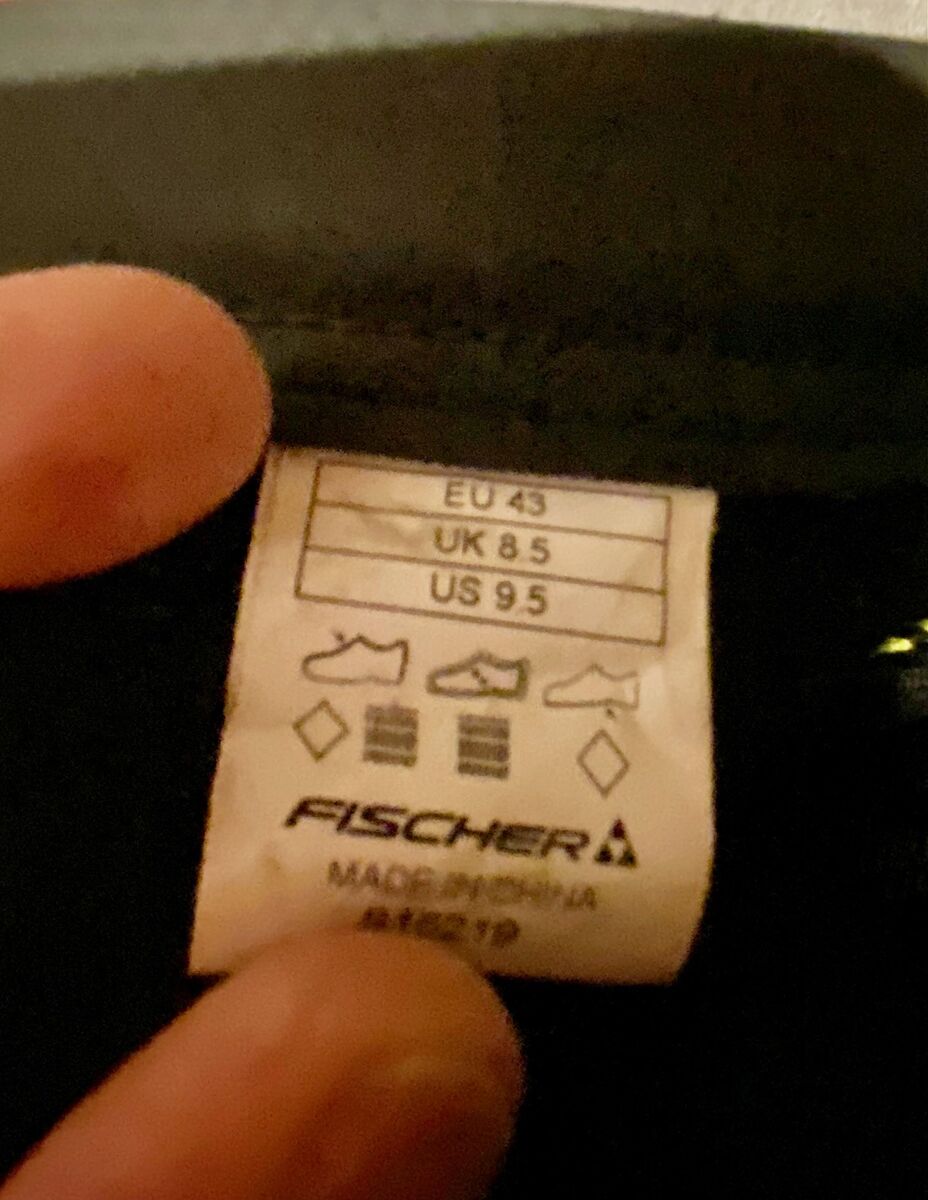 EU 43
UK 8.5
US 9.5
FISCHER
MADE IN CHINA